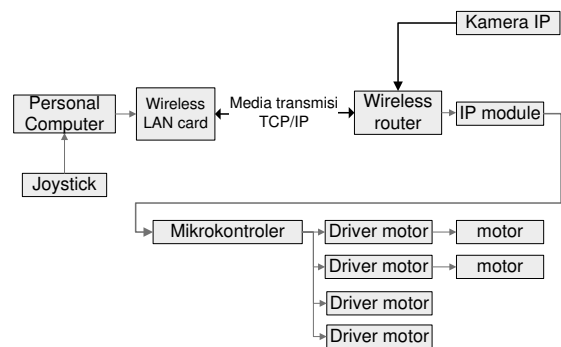 Kamera IP
Personal
Computer
Wireless
LAN card
Media transmisi
TCP/IP
Wireless
router
IP module
Joystick
Mikrokontroler
Driver motor
motor
Driver motor
motor
Driver motor
Driver motor